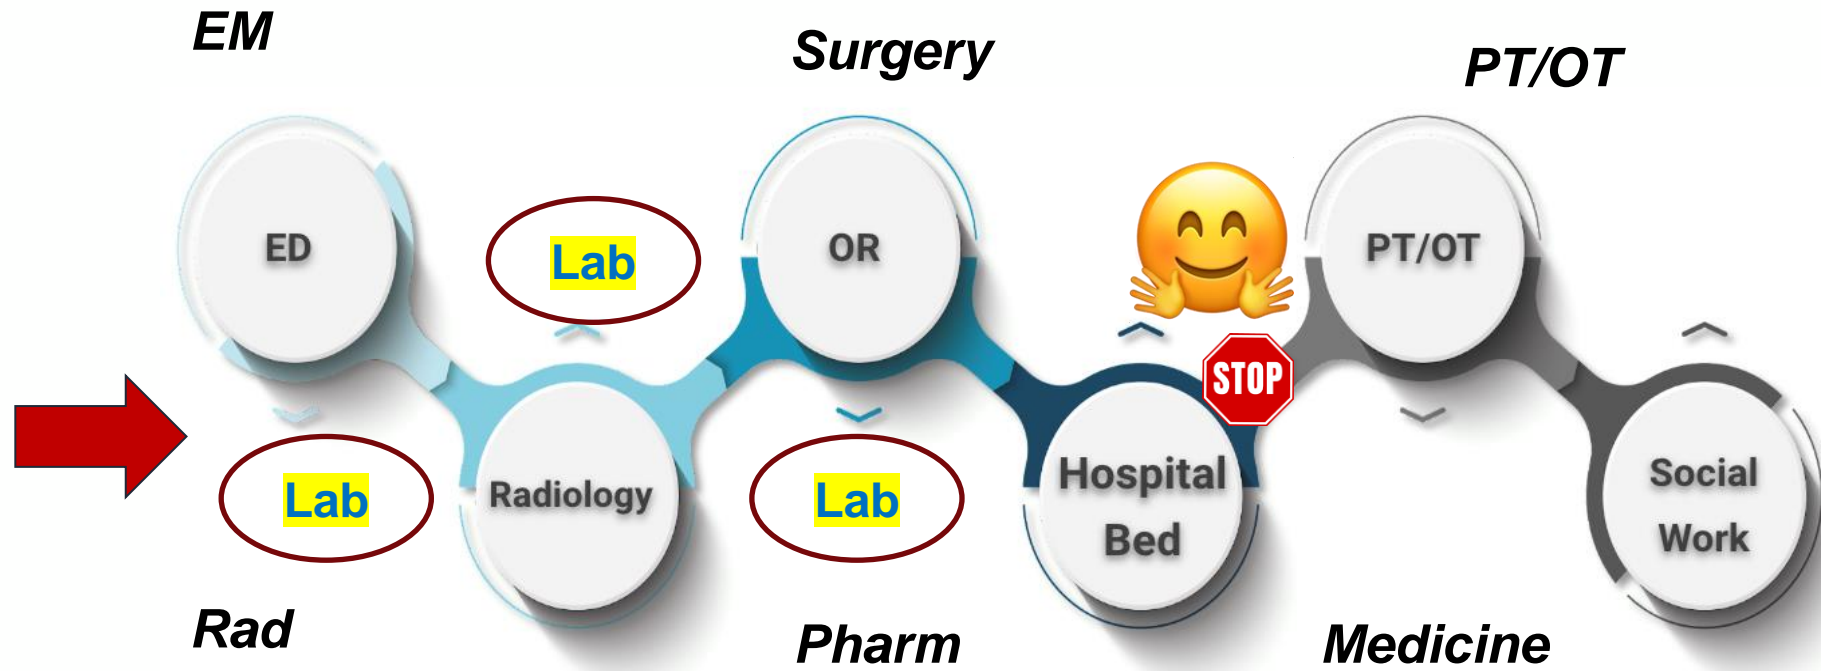 EM
Surgery
PT/OT
ED
Lab
OR
PT/OT
STOP
Lab
Radiology
Lab
Hospital
Bed
Social
Work
Rad
Pharm
Medicine